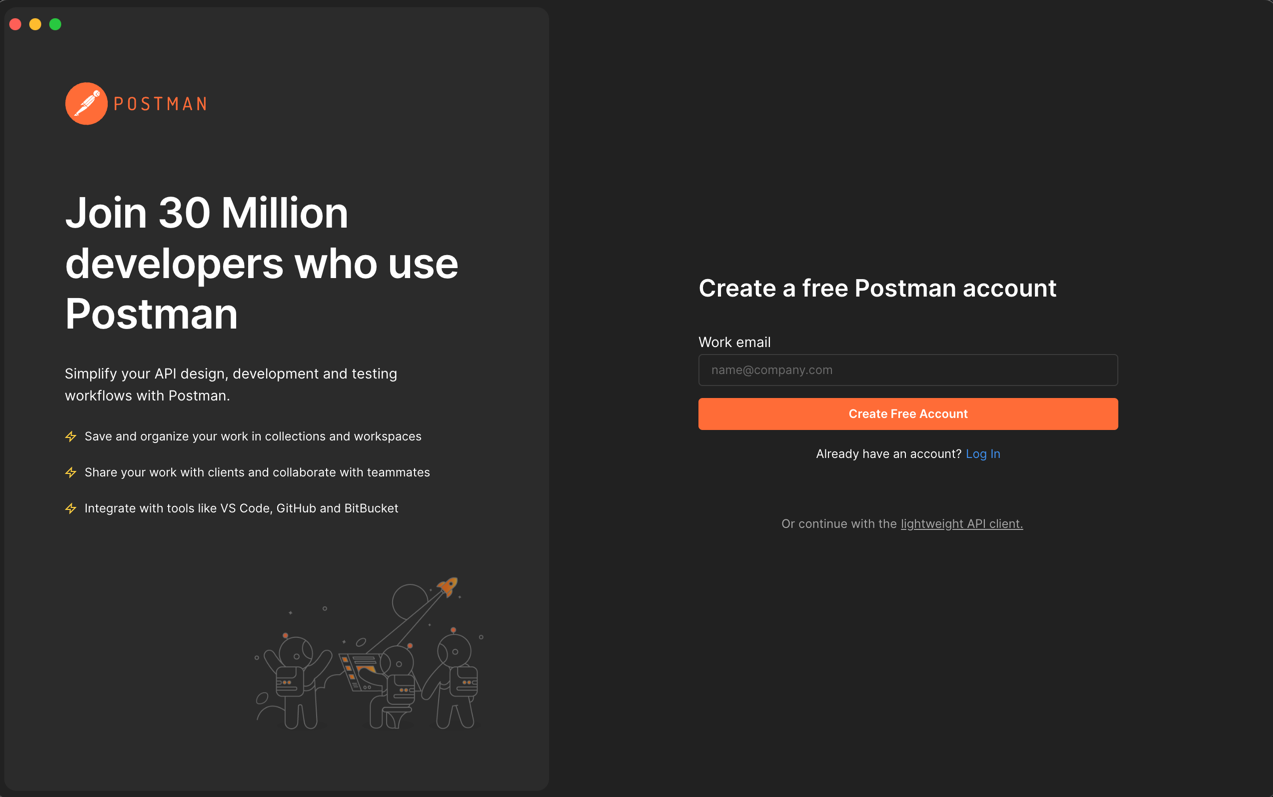 POSTMAN
Join 30 Million
developers who use
Postman
Simplify your API design, development and testing
workflows with Postman.
Save and organize your work in collections and workspaces
Share your work with clients and collaborate with teammates
Integrate with tools like VS Code, GitHub and BitBucket
Create a free Postman account
Work email
name@company.com
Create Free Account
Already have an account? Log In
Or continue with the lightweight API client.